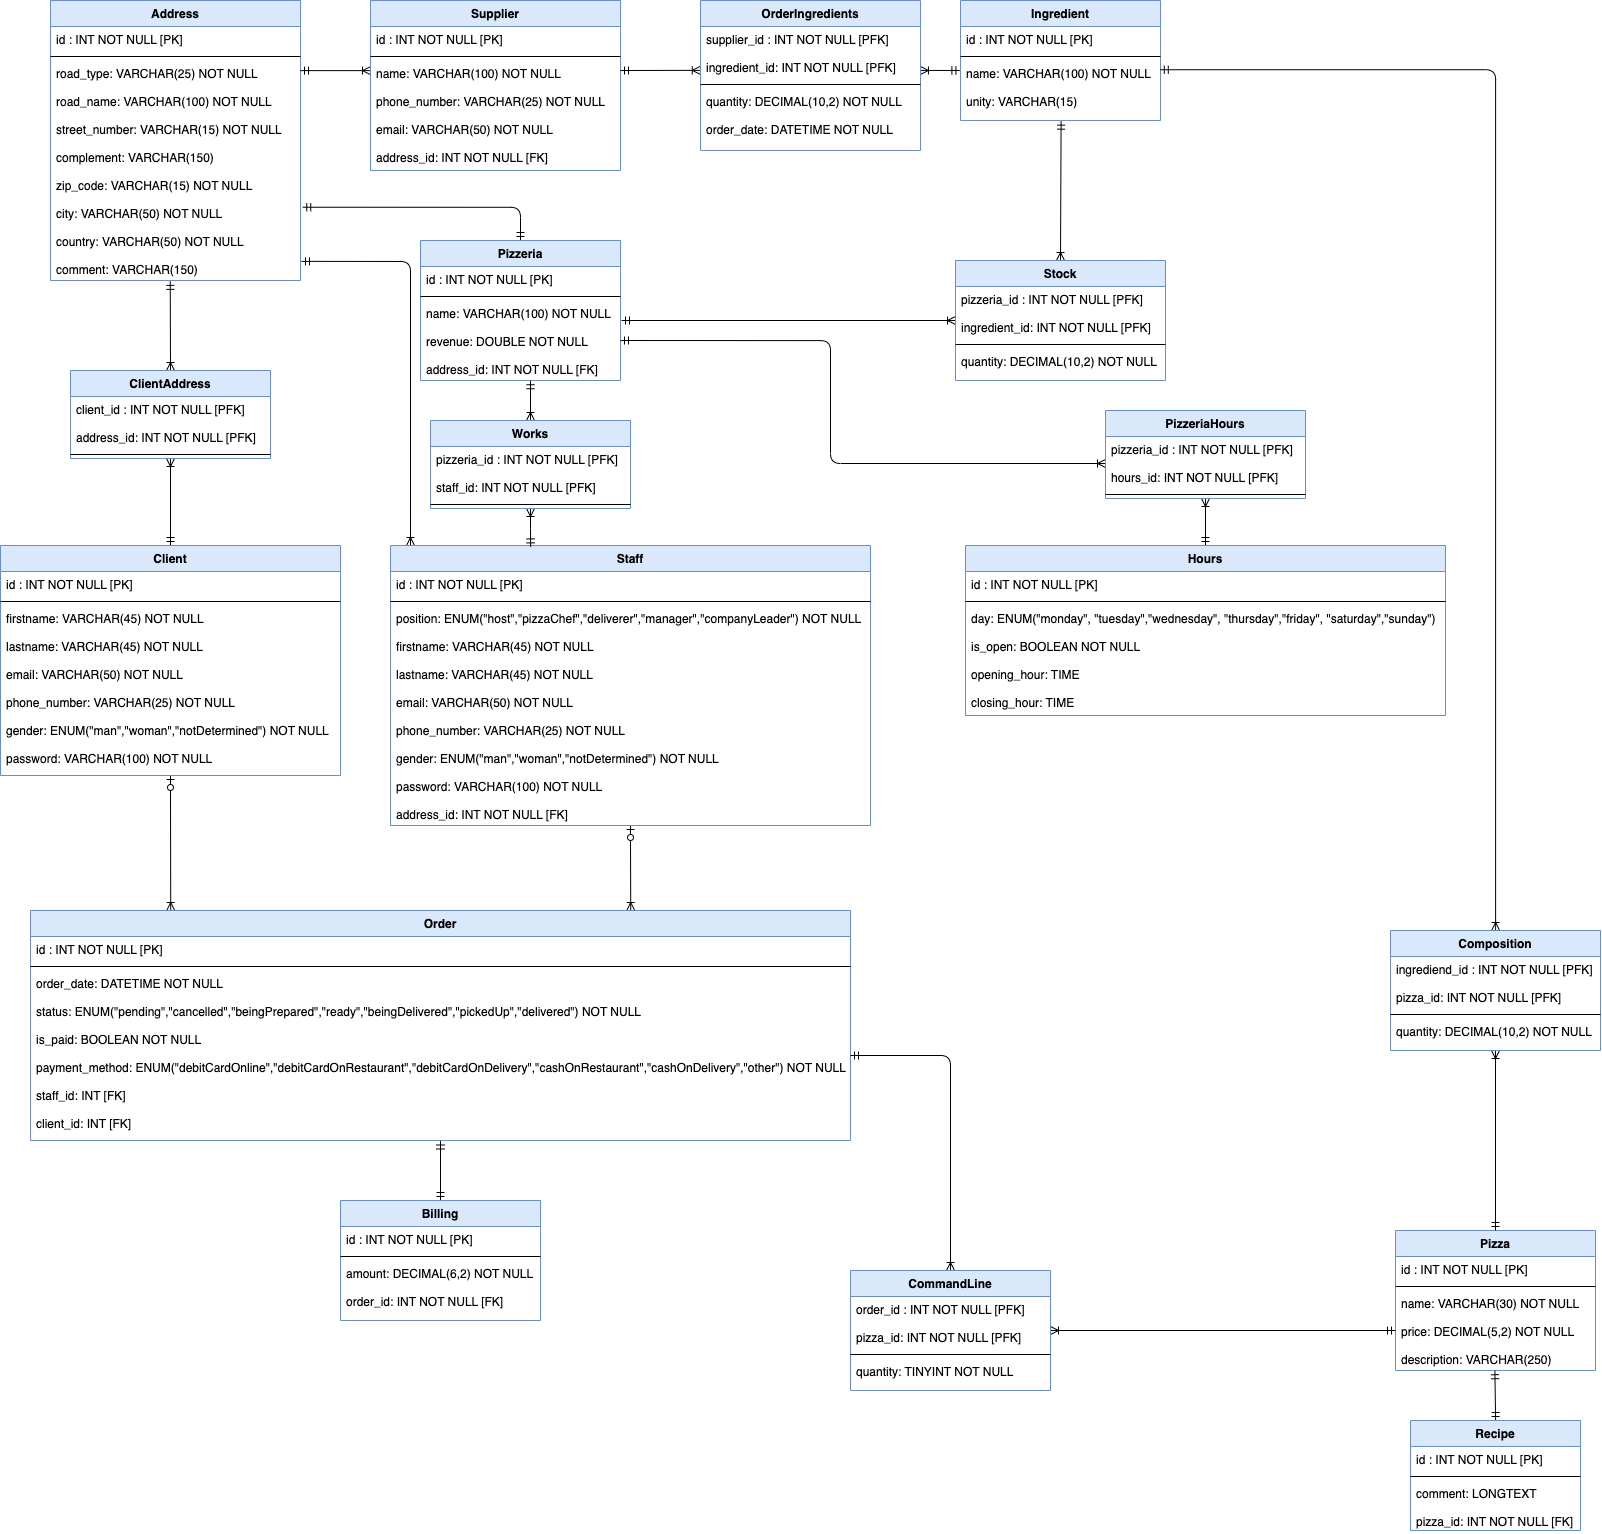 Address
id : INT NOT NULL [PK]
road_type: VARCHAR(25) NOT NULL
road_name: VARCHAR(100) NOT NULL
street_number: VARCHAR(15) NOT NULL
complement: VARCHAR(150)
zip_code: VARCHAR(15) NOT NULL
city: VARCHAR(50) NOT NULL
country: VARCHAR(50) NOT NULL
comment: VARCHAR(150)
Supplier
id : INT NOT NULL [PK]
name: VARCHAR(100) NOT NULL
phone_number: VARCHAR(25) NOT NULL
email: VARCHAR(50) NOT NULL
address_id: INT NOT NULL [FK]
OrderIngredients
supplier_id : INT NOT NULL [PFK]
ingredient_id: INT NOT NULL [PFK]
quantity: DECIMAL(10,2) NOT NULL
order_date: DATETIME NOT NULL
Ingredient
id : INT NOT NULL [PK]
name: VARCHAR(100) NOT NULL
unity: VARCHAR(15)
Pizzeria
id : INT NOT NULL [PK]
name: VARCHAR(100) NOT NULL
revenue: DOUBLE NOT NULL
address_id: INT NOT NULL [FK]
Stock
pizzeria_id : INT NOT NULL [PFK]
ingredient_id: INT NOT NULL [PFK]
quantity: DECIMAL(10,2) NOT NULL
ClientAddress
client_id : INT NOT NULL [PFK]
address_id: INT NOT NULL [PFK]
Works
pizzeria_id : INT NOT NULL [PFK]
staff_id: INT NOT NULL [PFK]
PizzeriaHours
pizzeria_id : INT NOT NULL [PFK]
hours_id: INT NOT NULL [PFK]
Client
id : INT NOT NULL [PK]
firstname: VARCHAR(45) NOT NULL
lastname: VARCHAR(45) NOT NULL
email: VARCHAR(50) NOT NULL
phone_number: VARCHAR(25) NOT NULL
gender: ENUM("man","woman","notDetermined") NOT NULL
password: VARCHAR(100) NOT NULL
Staff
id : INT NOT NULL [PK]
position: ENUM("host","pizzaChef","deliverer","manager","companyLeader") NOT NULL
firstname: VARCHAR(45) NOT NULL
lastname: VARCHAR(45) NOT NULL
email: VARCHAR(50) NOT NULL
phone_number: VARCHAR(25) NOT NULL
gender: ENUM("man","woman","notDetermined") NOT NULL
password: VARCHAR(100) NOT NULL
address_id: INT NOT NULL [FK]
Hours
id : INT NOT NULL [PK]
day: ENUM("monday", "tuesday","wednesday", "thursday","friday", "saturday","sunday")
is_open: BOOLEAN NOT NULL
opening_hour: TIME
closing_hour: TIME
Order
id : INT NOT NULL [PK]
order_date: DATETIME NOT NULL
status: ENUM("pending","cancelled","beingPrepared","ready","beingDelivered","pickedUp","delivered") NOT NULL
is_paid: BOOLEAN NOT NULL
payment_method: ENUM("debitCardOnline","debitCardOnRestaurant","debitCardOnDelivery","cashOnRestaurant","cashOnDelivery","other") NOT NULL
staff_id: INT [FK]
client_id: INT [FK]
Composition
ingrediend_id : INT NOT NULL [PFK]
pizza_id: INT NOT NULL [PFK]
quantity: DECIMAL(10,2) NOT NULL
Billing
id : INT NOT NULL [PK]
amount: DECIMAL(6,2) NOT NULL
order_id: INT NOT NULL [FK]
CommandLine
order_id : INT NOT NULL [PFK]
pizza_id: INT NOT NULL [PFK]
quantity: TINYINT NOT NULL
Pizza
id : INT NOT NULL [PK]
name: VARCHAR(30) NOT NULL
price: DECIMAL(5,2) NOT NULL
description: VARCHAR(250)
Recipe
id : INT NOT NULL [PK]
comment: LONGTEXT
pizza_id: INT NOT NULL [FK]